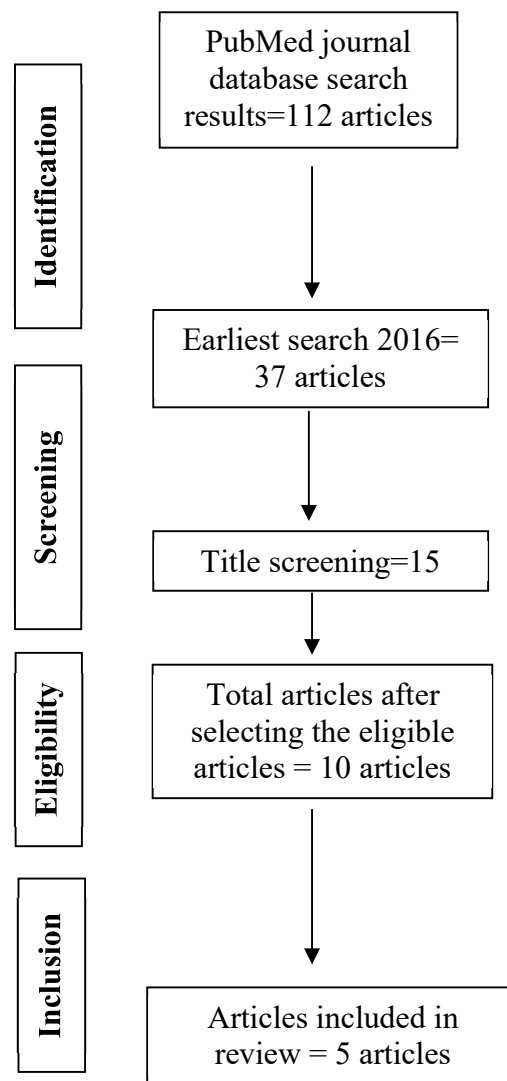 PubMed journal
database search
results=112 articles
Identification
Earliest search 2016=
37 articles
Screening
Title screening=15
Eligibility
Total articles after
selecting the eligible
articles = 10 articles
Inclusion
Articles included in
review = 5 articles